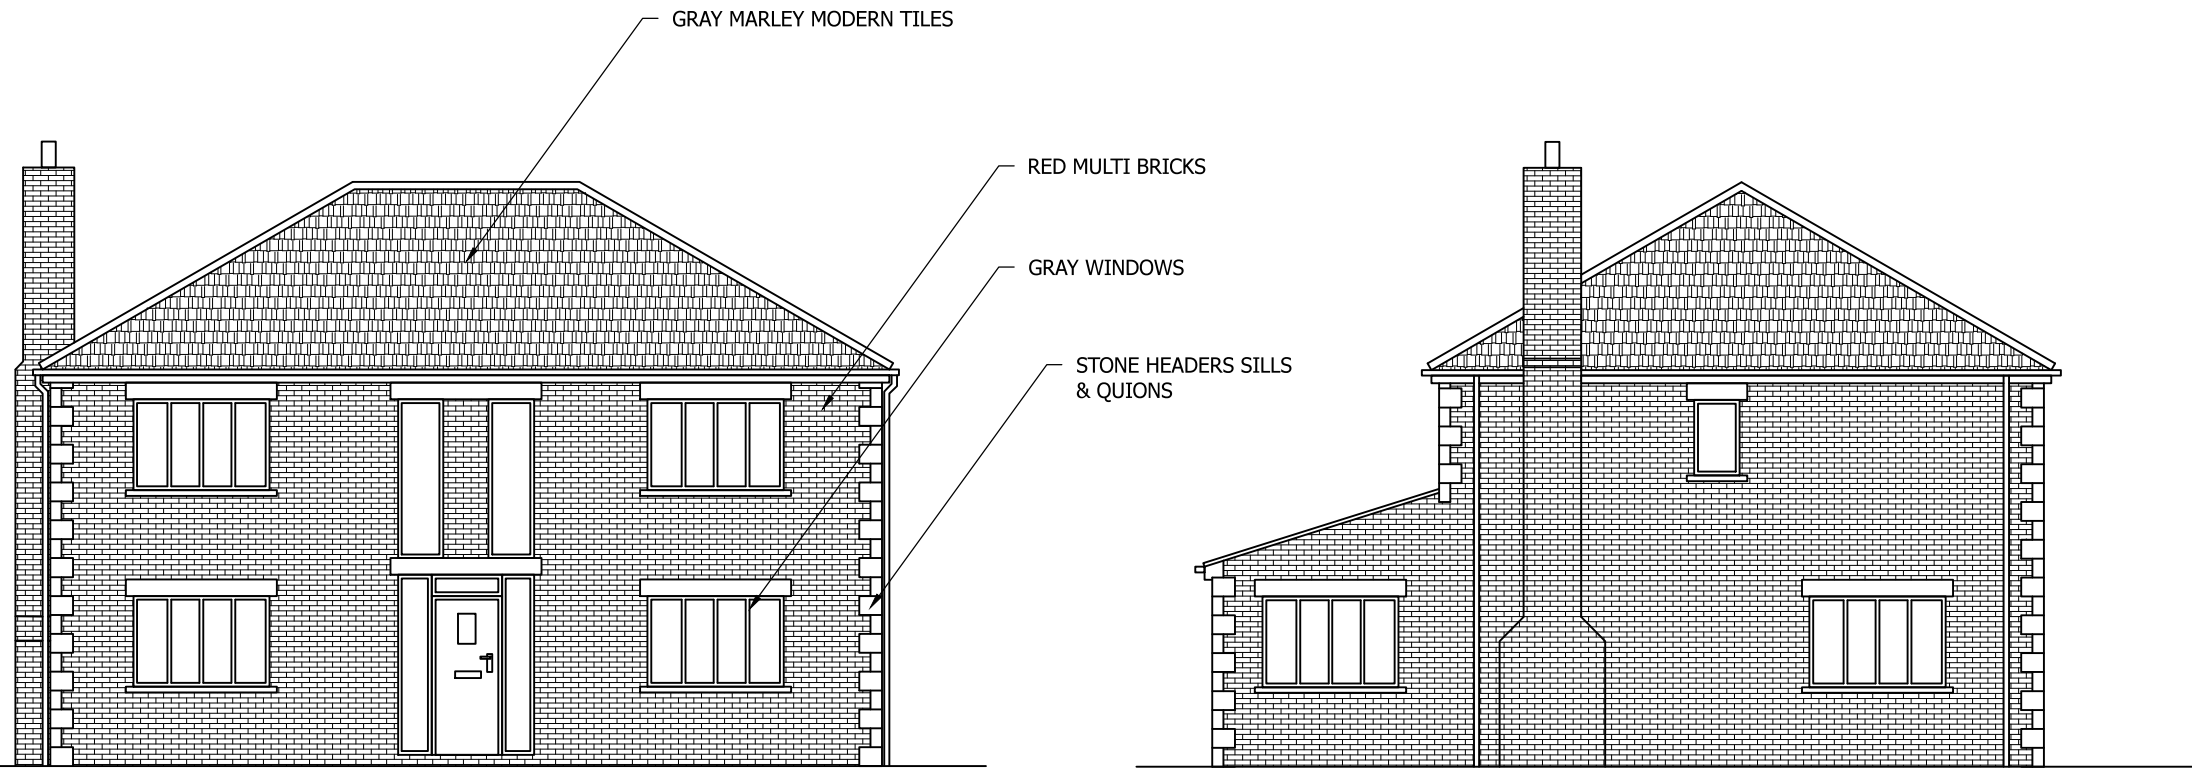 GRAY MARLEY MODERN TILES
RED MULTI BRICKS
GRAY WINDOWS
STONE HEADERS SILLS
& QUIONS